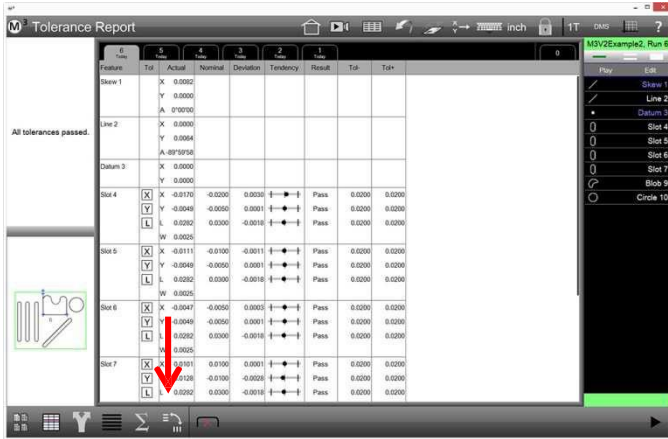 M³ Tolerance Report
inch
1T
DMS
?
6 Today
5 Today
4 Today
3 Today
2 Today
1 Today
0
M3V2Example2, Run 6
Feature Tol Actual Nominal Deviation Tendency Result Tol- Tol+
Play Edit
Skew 1 X 0.0082
Y 0.0000
A 0°00'00
Line 2 X 0.0000
Y 0.0064
A -89°59'58
Datum 3 X 0.0000
Y 0.0000
Slot 4 X X -0.0170 -0.0200 0.0030 Pass 0.0200 0.0200
Y Y -0.0049 -0.0050 0.0001 Pass 0.0200 0.0200
L L 0.0282 0.0300 -0.0018 Pass 0.0200 0.0200
W 0.0025
Slot 5 X X -0.0111 -0.0100 -0.0011 Pass 0.0200 0.0200
Y Y -0.0049 -0.0050 0.0001 Pass 0.0200 0.0200
L L 0.0282 0.0300 -0.0018 Pass 0.0200 0.0200
W 0.0025
Slot 6 X X -0.0047 -0.0050 0.0003 Pass 0.0200 0.0200
Y Y -0.0049 -0.0050 0.0001 Pass 0.0200 0.0200
L 0.0282 0.0300 -0.0018 Pass 0.0200 0.0200
W 0.0025
Slot 7 X X 0.0101 0.0100 0.0001 Pass 0.0200 0.0200
Y Y -0.0128 -0.0100 -0.0028 Pass 0.0200 0.0200
L L 0.0282 0.0300 -0.0018 Pass 0.0200 0.0200
All tolerances passed.
Skew 1
Line 2
Datum 3
Slot 4
Slot 5
Slot 6
Slot 7
Blob 9
Circle 10